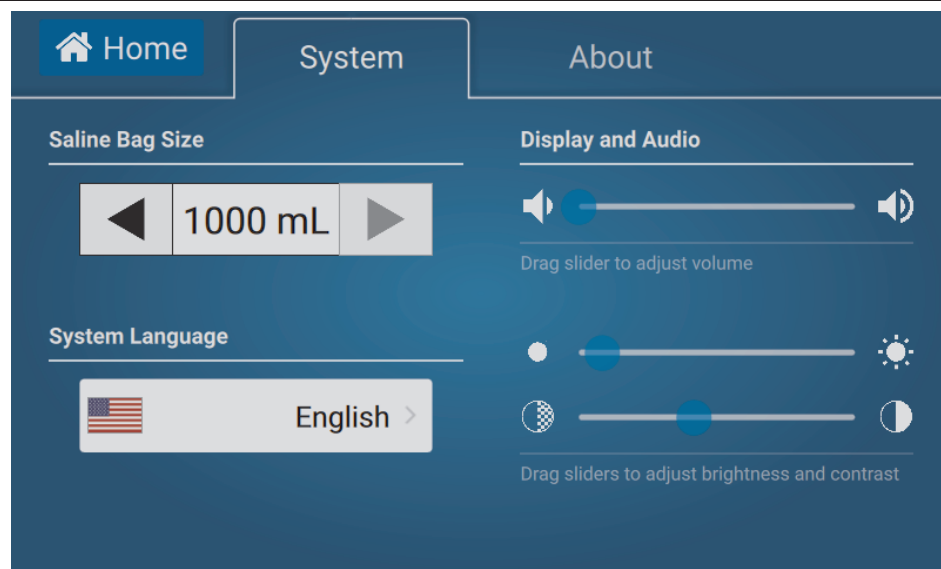 Home
System
About
Saline Bag Size
1000 mL
System Language
English
Display and Audio
Drag slider to adjust volume
Drag sliders to adjust brightness and contrast